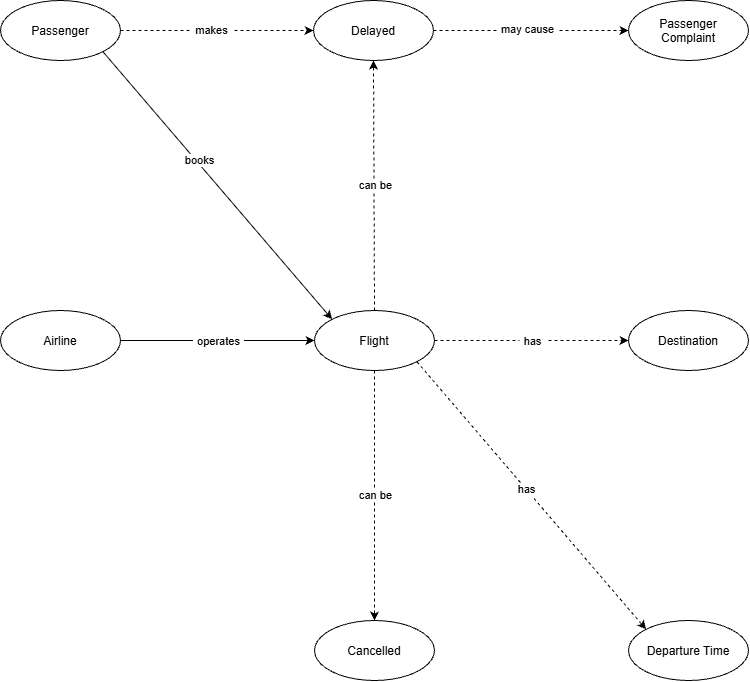 Passenger
makes
Delayed
may cause
Passenger
Complaint
books
can be
Airline
operates
Flight
has
Destination
can be
has
Cancelled
Departure Time